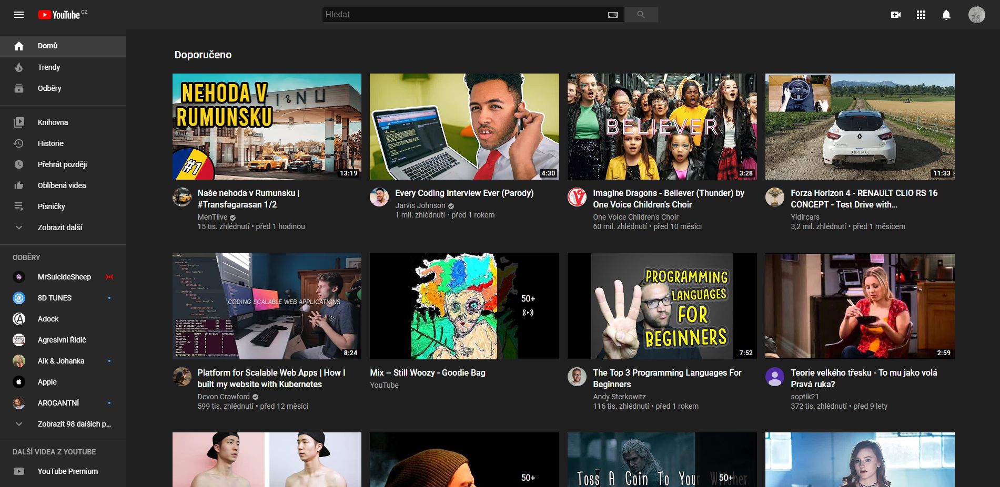 YouTube CZ
Hledat
Domů
Trendy
Odběry
Knihovna
Historie
Přehrát později
Oblíbená videa
Písničky
Zobrazit další
ODBĚRY
MrSuicideSheep
8D TUNES
Adock
Agresivní Řidič
Aik & Johanka
Apple
AROGANTNÍ
Zobrazit 98 dalších p...
DALŠÍ VIDEA Z YOUTUBE
YouTube Premium
Doporučeno
NEHODA V
RUMUNSKU
#1
13:19
Naše nehoda v Rumunsku |
#Transfagarasan 1/2
MenTlive
15 tis. zhlédnutí • před 1 hodinou
4:30
Every Coding Interview Ever (Parody)
Jarvis Johnson
1 mil. zhlédnutí • před 1 rokem
BELIEVER
3:28
Imagine Dragons - Believer (Thunder) by
One Voice Children's Choir
One Voice Children's Choir
60 mil. zhlédnutí • před 10 měsíci
11:33
Forza Horizon 4 - RENAULT CLIO RS 16
CONCEPT - Test Drive with...
Yidircars
3,2 mil. zhlédnutí • před 1 měsícem
CODING SCALABLE WEB APPLICATIONS
8:24
Platform for Scalable Web Apps | How I
built my website with Kubernetes
Devon Crawford
599 tis. zhlédnutí • před 12 měsíci
50+
Mix – Still Woozy - Goodie Bag
YouTube
PROGRAMMING
LANGUAGES
FOR
BEGINNERS
7:52
The Top 3 Programming Languages For
Beginners
Andy Sterkowitz
116 tis. zhlédnutí • před 1 rokem
2:59
Teorie velkého třesku - To mu jako volá
Pravá ruka?
soptik21
372 tis. zhlédnutí • před 9 lety
50+
Toss A Coin To Your Witcher
50+